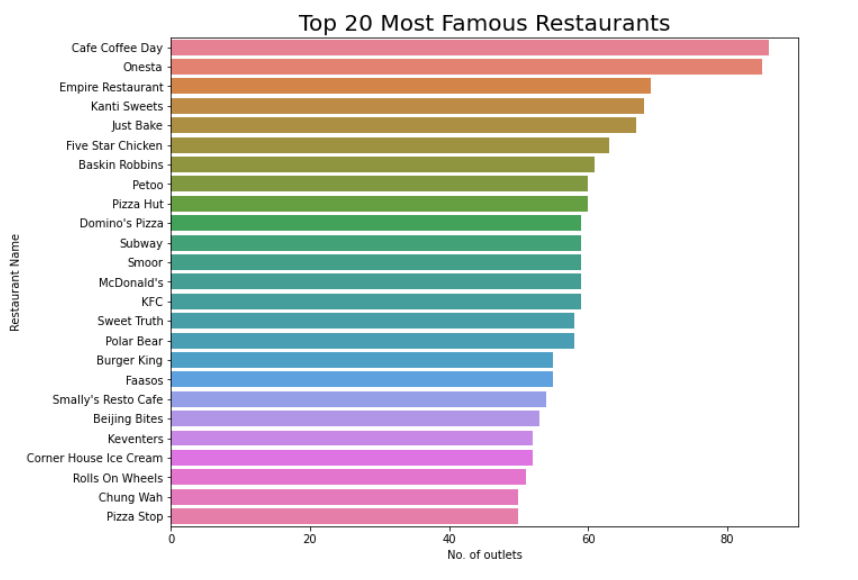 Top 20 Most Famous Restaurants
Restaurant Name
Cafe Coffee Day
Onesta
Empire Restaurant
Kanti Sweets
Just Bake
Five Star Chicken
Baskin Robbins
Petoo
Pizza Hut
Domino's Pizza
Subway
Smoor
McDonald's
KFC
Sweet Truth
Polar Bear
Burger King
Faasos
Smally's Resto Cafe
Beijing Bites
Keventers
Corner House Ice Cream
Rolls On Wheels
Chung Wah
Pizza Stop
0 20 40 60 80
No. of outlets